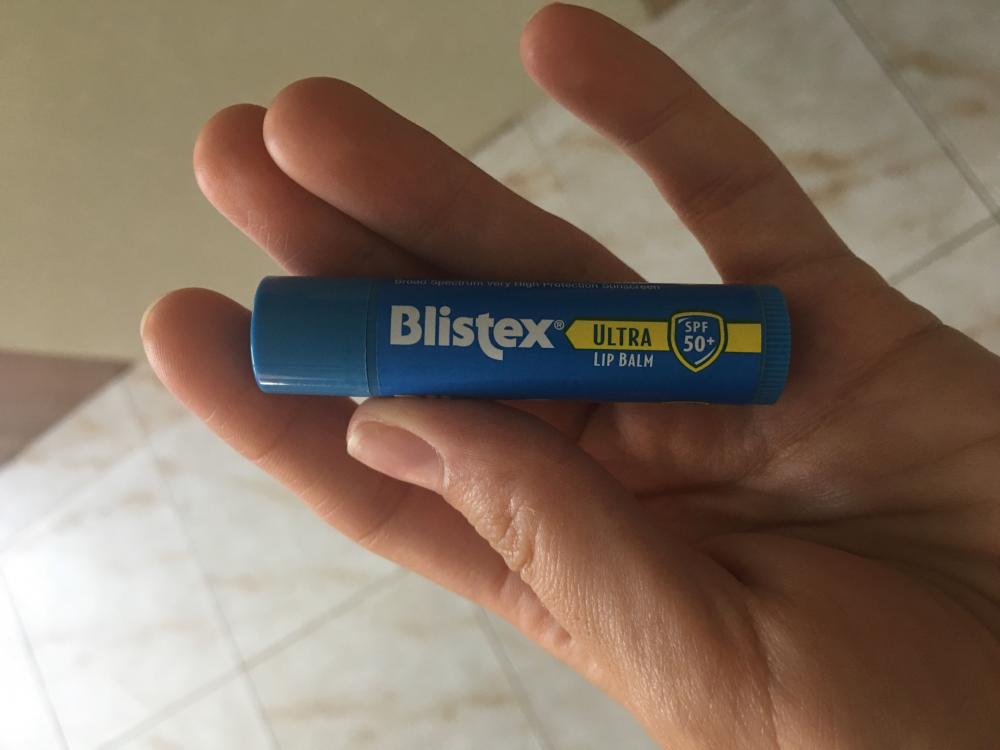 Broad Spectrum Very High Protection Sunscreen
Blistex® ULTRA
LIP BALM
SPF
50+